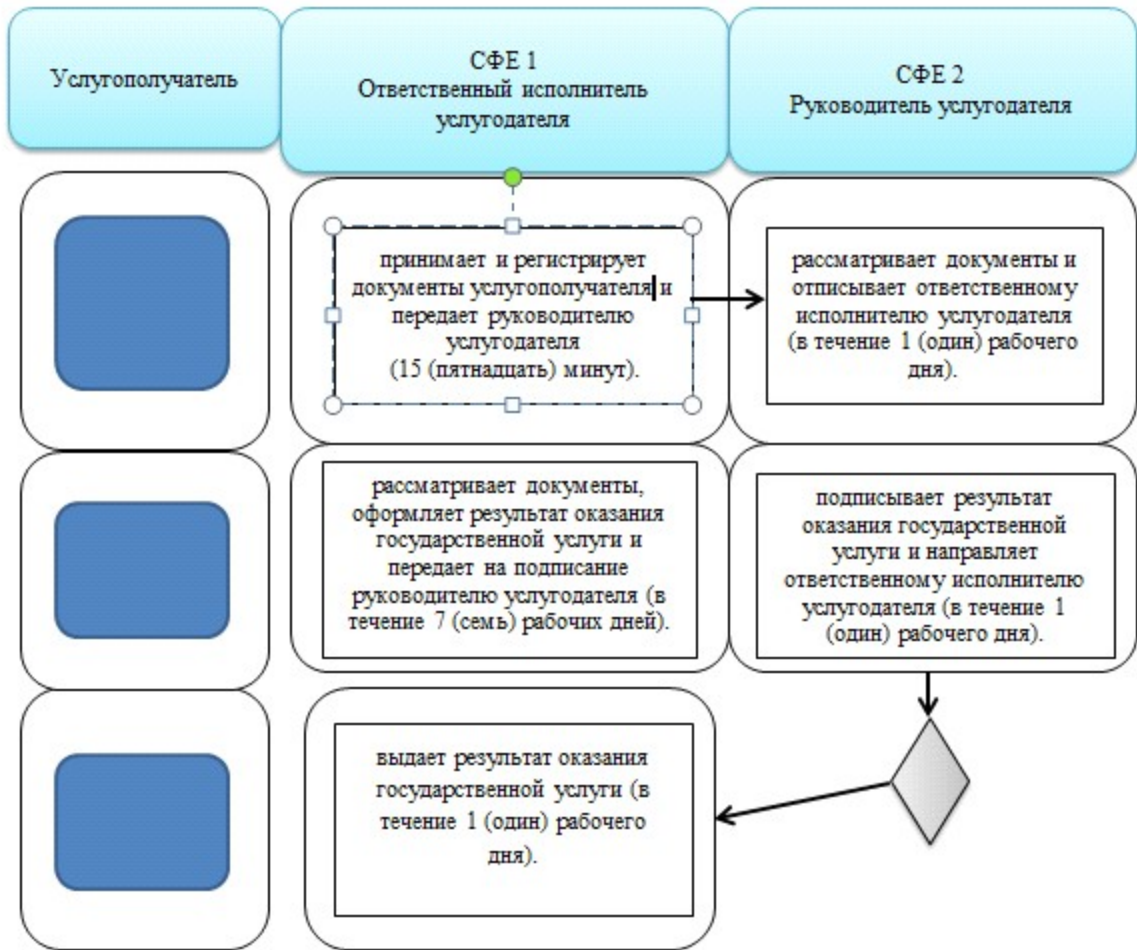 Услугополучатель
СФЕ 1
Ответственный исполнитель
услугодателя
СФЕ 2
Руководитель услугодателя
принимает и регистрирует
документы услугополучателя и
передает руководителю
услугодателя
(15 (пятнадцать) минут).
рассматривает документы и
отписывает ответственному
исполнителю услугодателя
(в течение 1 (один) рабочего
дня).
рассматривает документы,
оформляет результат оказания
государственной услуги и
передает на подписание
руководителю услугодателя (в
течение 7 (семь) рабочих дней).
подписывает результат
оказания государственной
услуги и направляет
ответственному исполнителю
услугодателя (в течение 1
(один) рабочего дня).
выдает результат оказания
государственной услуги (в
течение 1 (один) рабочего
дня).